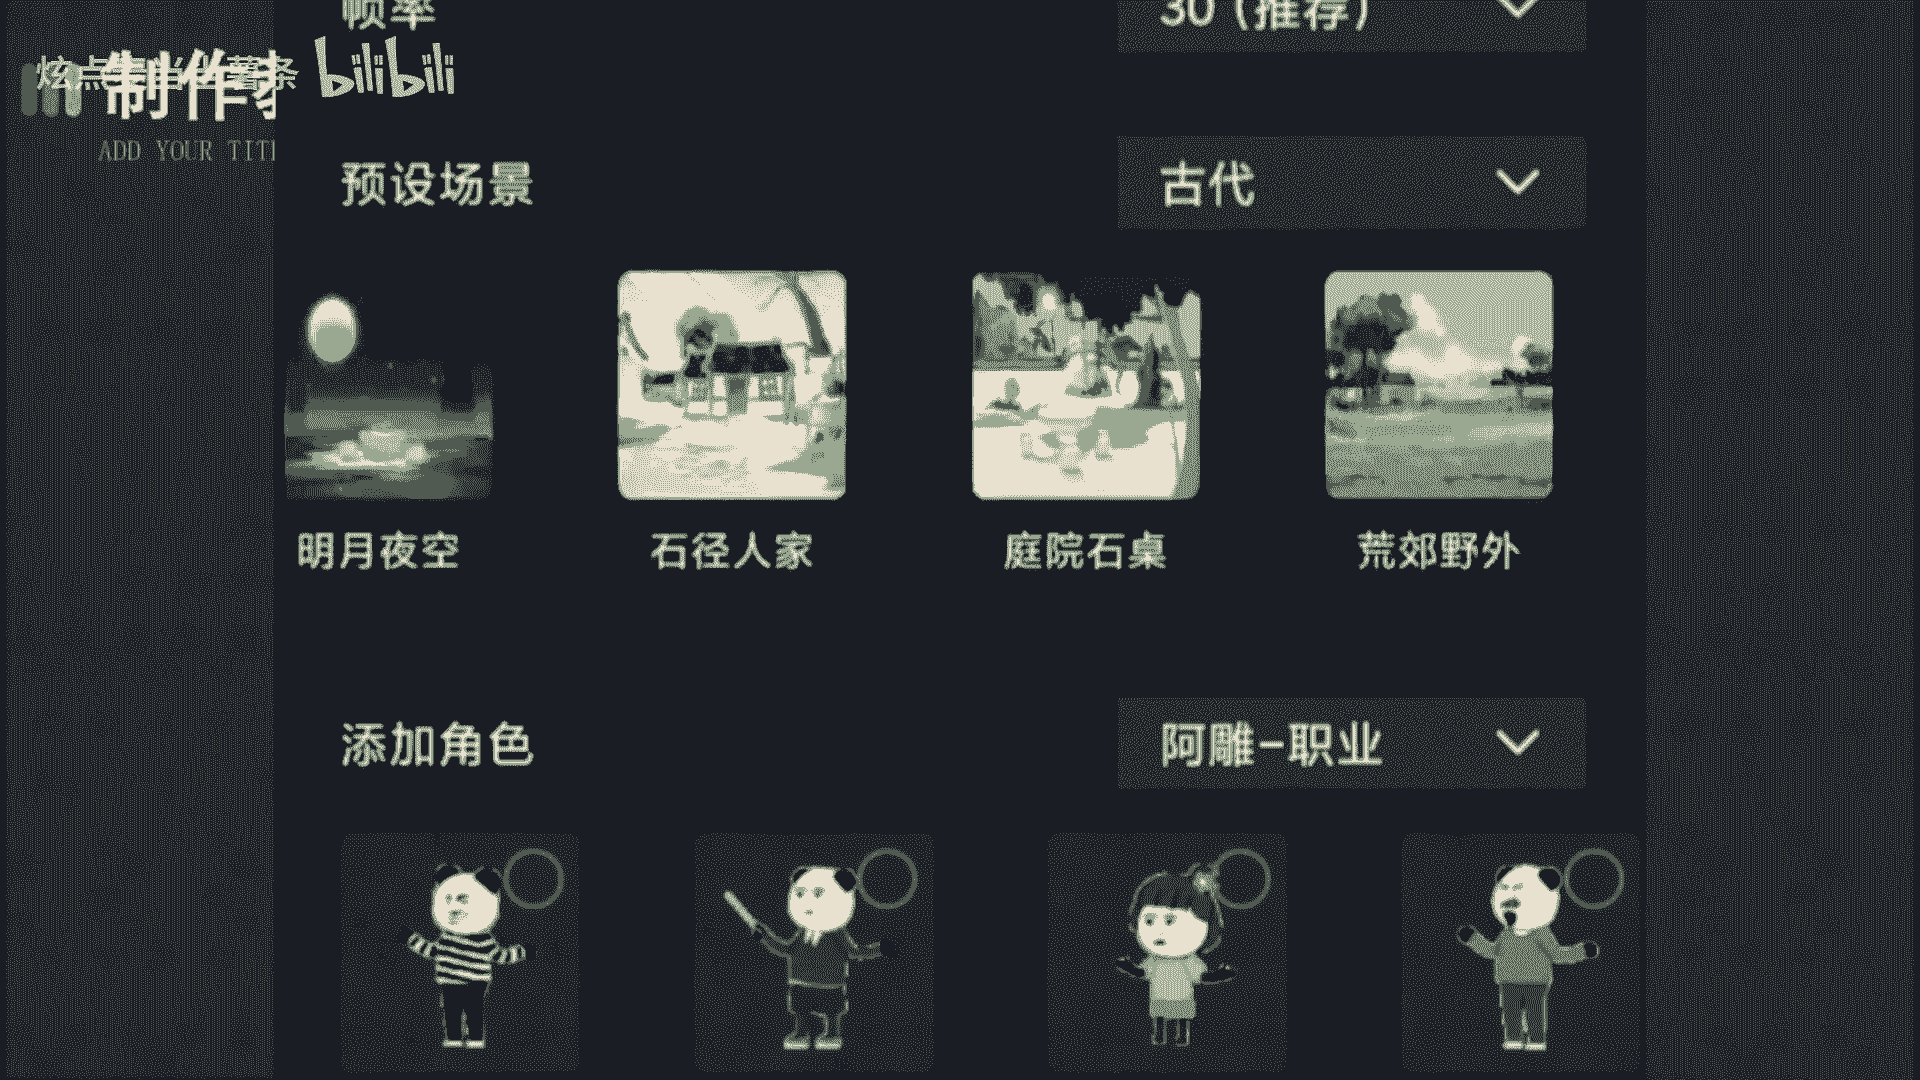 帧率
30（推荐）
制作
bilibili
ADD YOUR TIT
预设场景
古代
明月夜空
石径人家
庭院石桌
荒郊野外
添加角色
阿雕-职业